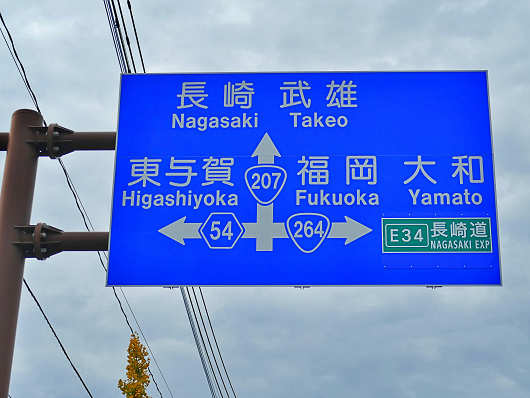 長崎 武雄
Nagasaki Takeo
東与賀 207 福岡 大和
Higashiyoka Fukuoka Yamato
54 264 E34 長崎道
NAGASAKI EXP